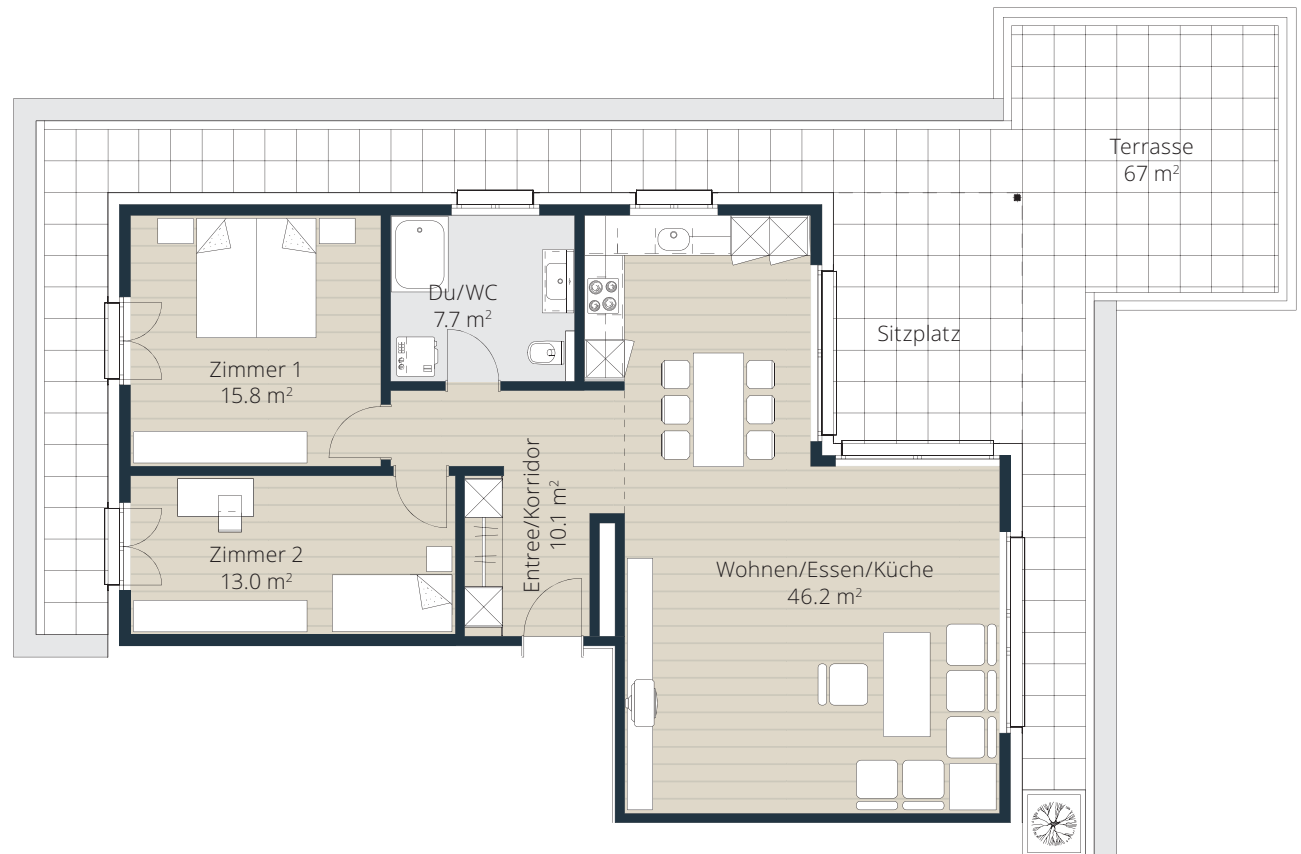 Terrasse
67 m²
Du/WC
7.7 m²
Sitzplatz
Zimmer 1
15.8 m²
Entree/Korridor
10.1 m²
Zimmer 2
13.0 m²
Wohnen/Essen/Küche
46.2 m²